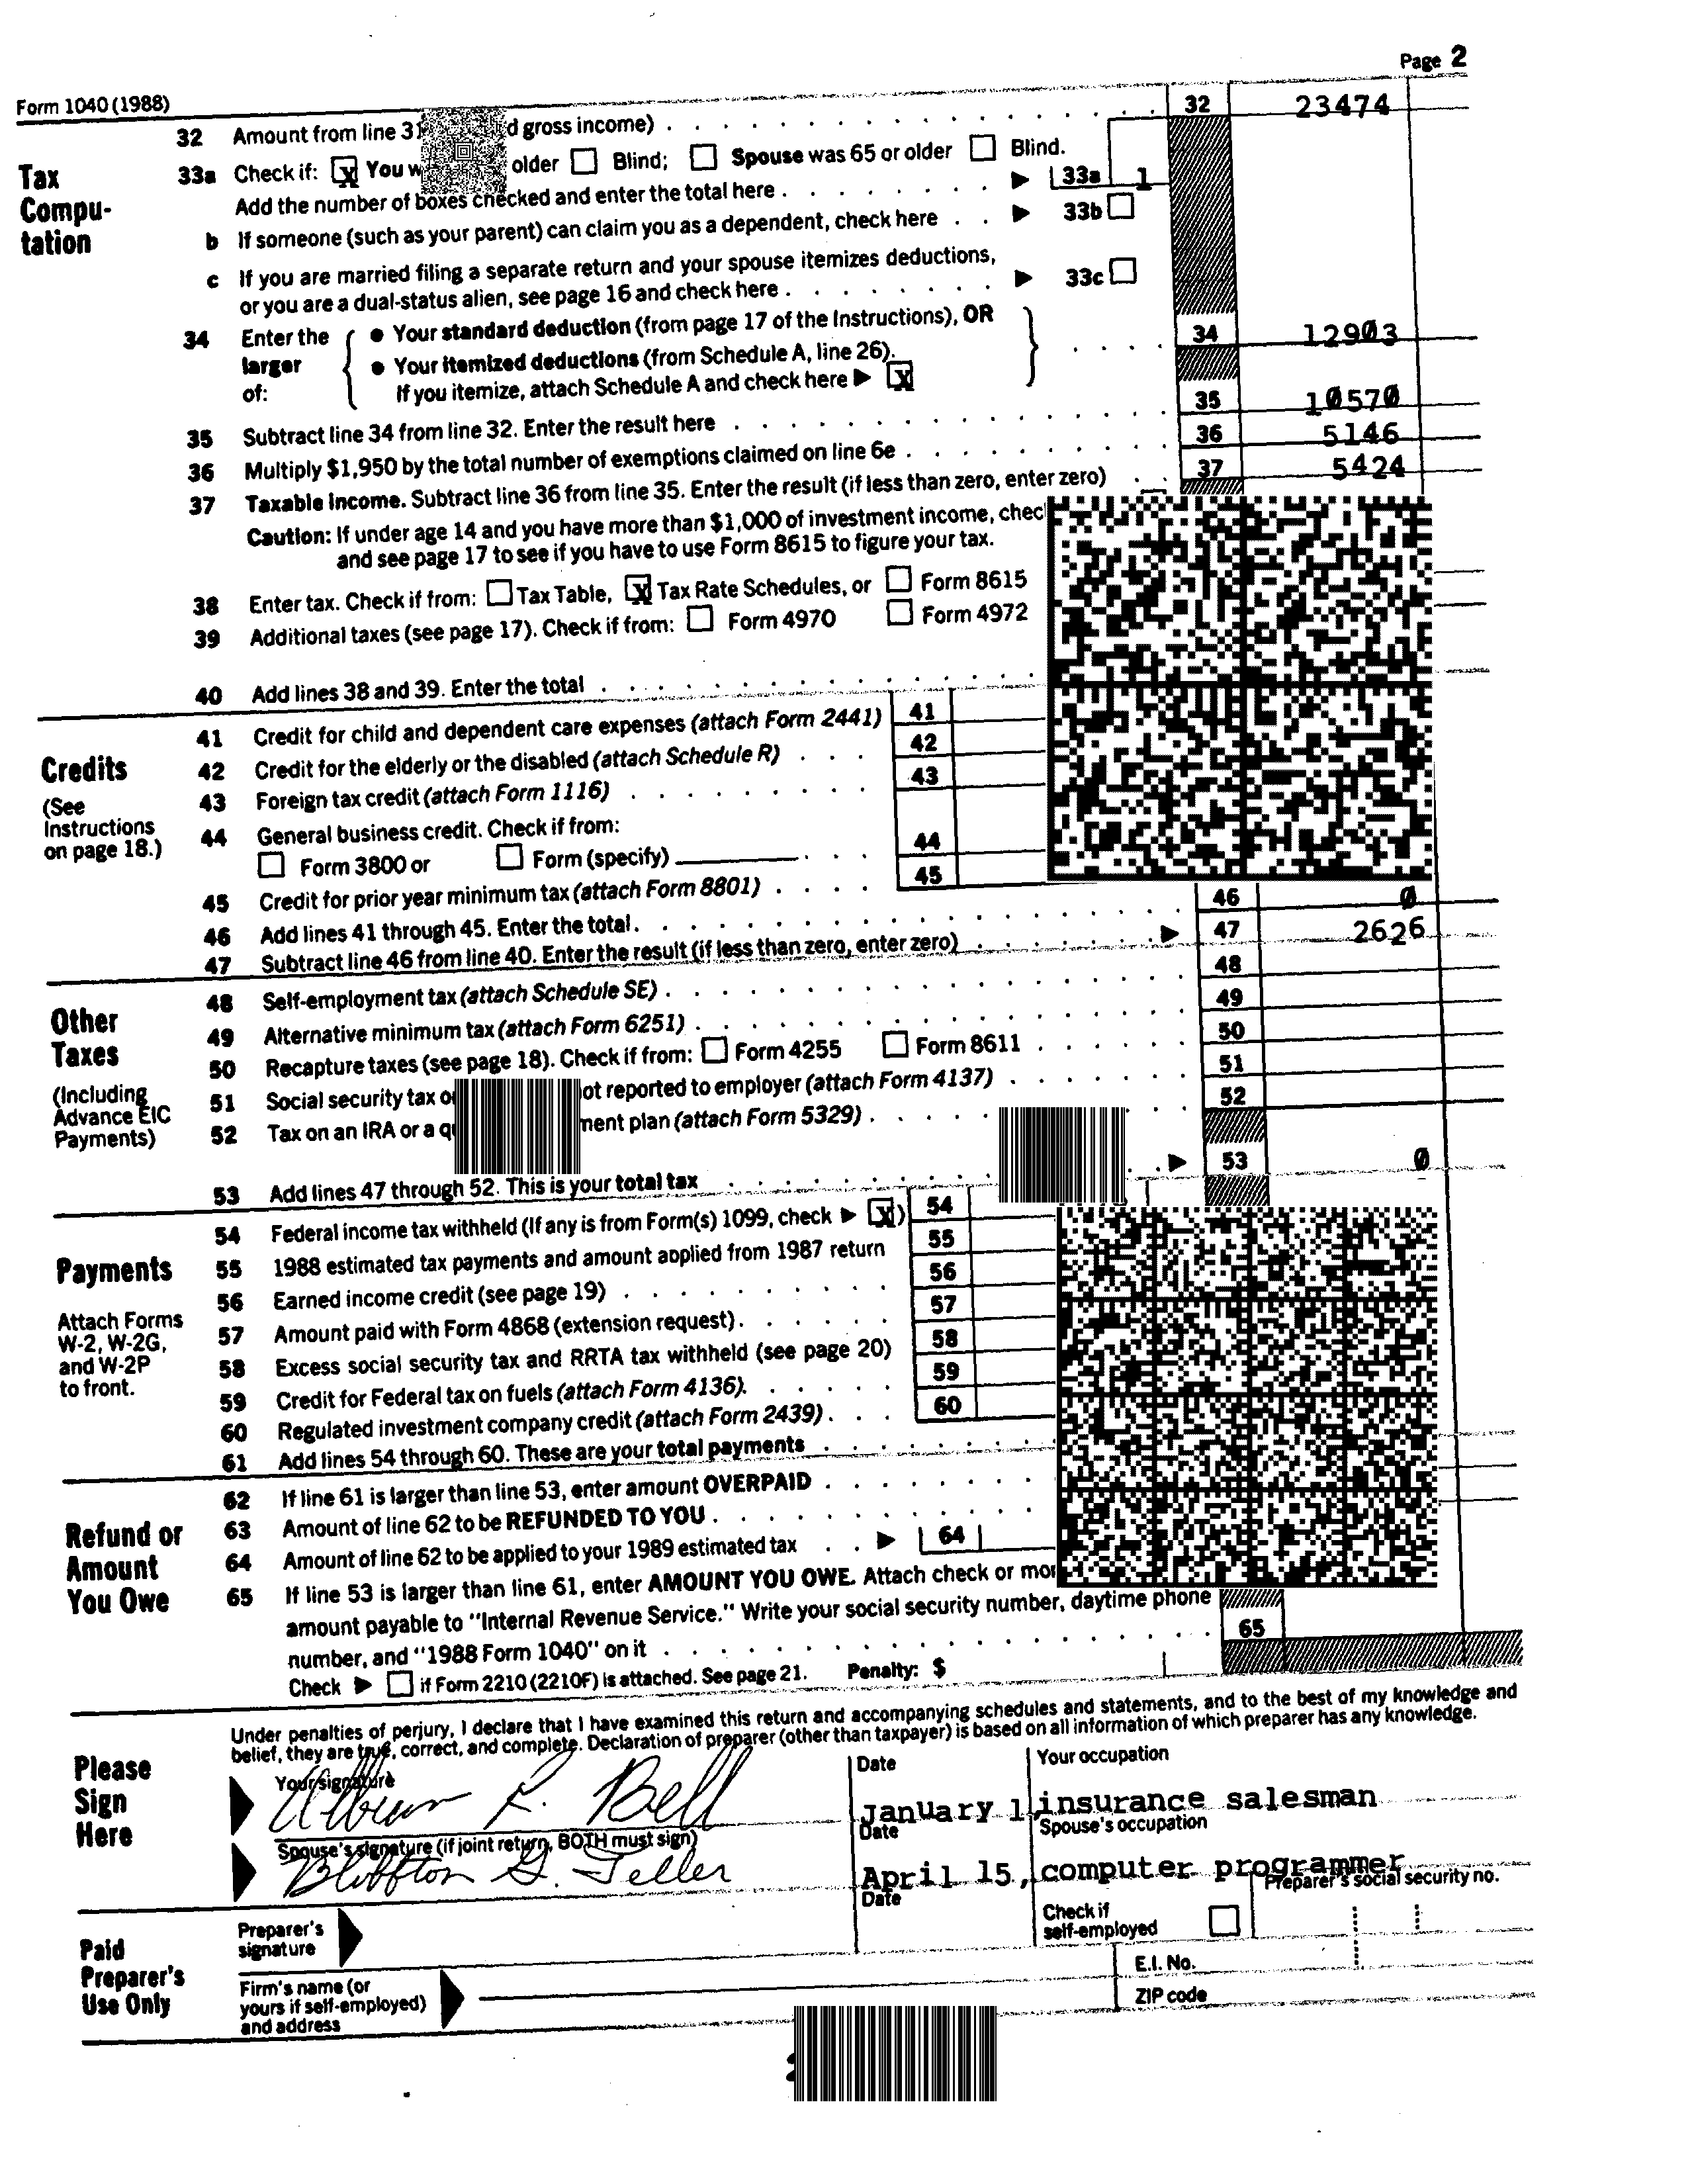 Page 2
Form 1040 (1988)
32 Amount from line 31 d gross income) 32 23474
Tax Compu- tation
33a Check if: X You w older Blind; Spouse was 65 or older Blind.
Add the number of boxes checked and enter the total here 33a 1
b If someone (such as your parent) can claim you as a dependent, check here 33b
c If you are married filing a separate return and your spouse itemizes deductions,
or you are a dual-status alien, see page 16 and check here 33c
34 Enter the larger of: { • Your standard deduction (from page 17 of the Instructions), OR } 34 12903
• Your itemized deductions (from Schedule A, line 26).
If you itemize, attach Schedule A and check here X
35 Subtract line 34 from line 32. Enter the result here 35 10570
36 Multiply $1,950 by the total number of exemptions claimed on line 6e 36 5146
37 Taxable income. Subtract line 36 from line 35. Enter the result (if less than zero, enter zero) 37 5424
Caution: If under age 14 and you have more than $1,000 of investment income, chec
and see page 17 to see if you have to use Form 8615 to figure your tax.
38 Enter tax. Check if from: Tax Table, X Tax Rate Schedules, or Form 8615
39 Additional taxes (see page 17). Check if from: Form 4970 Form 4972
40 Add lines 38 and 39. Enter the total
Credits
(See Instructions on page 18.)
41 Credit for child and dependent care expenses (attach Form 2441) 41
42 Credit for the elderly or the disabled (attach Schedule R) 42
43 Foreign tax credit (attach Form 1116) 43
44 General business credit. Check if from:
Form 3800 or Form (specify) 44
45 Credit for prior year minimum tax (attach Form 8801) 45
46 Add lines 41 through 45. Enter the total. 46 0
47 Subtract line 46 from line 40. Enter the result (if less than zero, enter zero) 47 2626
Other Taxes
(Including Advance EIC Payments)
48 Self-employment tax (attach Schedule SE) 48
49 Alternative minimum tax (attach Form 6251) 49
50 Recapture taxes (see page 18). Check if from: Form 4255 Form 8611 50
51 Social security tax o ot reported to employer (attach Form 4137) 51
52 Tax on an IRA or a q ment plan (attach Form 5329) 52
53 Add lines 47 through 52. This is your total tax 53 0
Payments
Attach Forms W-2, W-2G, and W-2P to front.
54 Federal income tax withheld (If any is from Form(s) 1099, check X) 54
55 1988 estimated tax payments and amount applied from 1987 return 55
56 Earned income credit (see page 19) 56
57 Amount paid with Form 4868 (extension request) 57
58 Excess social security tax and RRTA tax withheld (see page 20) 58
59 Credit for Federal tax on fuels (attach Form 4136) 59
60 Regulated investment company credit (attach Form 2439) 60
61 Add lines 54 through 60. These are your total payments
Refund or Amount You Owe
62 If line 61 is larger than line 53, enter amount OVERPAID
63 Amount of line 62 to be REFUNDED TO YOU
64 Amount of line 62 to be applied to your 1989 estimated tax 64
65 If line 53 is larger than line 61, enter AMOUNT YOU OWE. Attach check or mo
amount payable to "Internal Revenue Service." Write your social security number, daytime phone
number, and "1988 Form 1040" on it 65
Check if Form 2210 (2210F) is attached. See page 21. Penalty: $
Please Sign Here
Under penalties of perjury, I declare that I have examined this return and accompanying schedules and statements, and to the best of my knowledge and
belief, they are true, correct, and complete. Declaration of preparer (other than taxpayer) is based on all information of which preparer has any knowledge.
Your signature Date Your occupation
Alburn L. Bell January 1 insurance salesman
Spouse's signature (if joint return, BOTH must sign) Date Spouse's occupation
Bluffton G. Teller April 15, computer programmer
Paid Preparer's Use Only
Preparer's signature Date Check if self-employed Preparer's social security no.
Firm's name (or yours if self-employed) and address E.I. No.
ZIP code